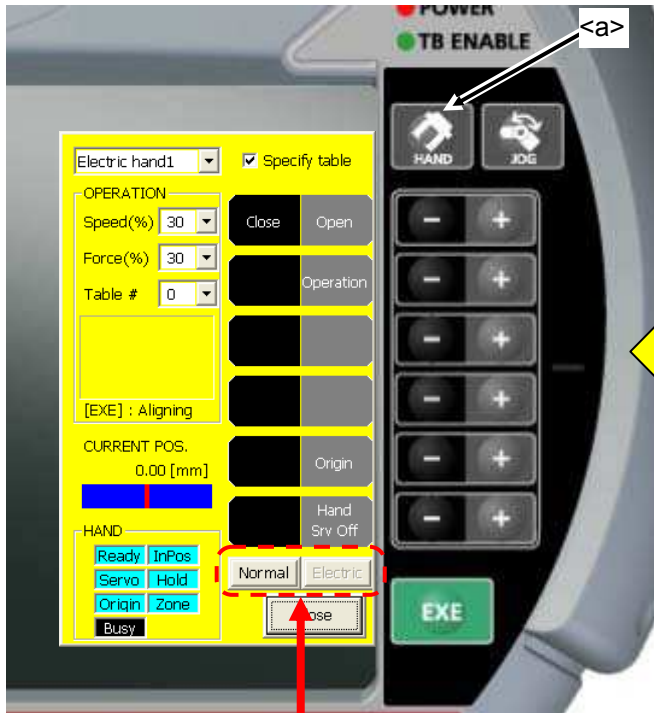 POWER
TB ENABLE
<a>
HAND
JOG
Electric hand1
Specify table
OPERATION
Speed(%) 30
Force(%) 30
Table # 0
[EXE] : Aligning
CURRENT POS.
0.00 [mm]
HAND
Ready InPos
Servo Hold
Origin Zone
Busy
Close Open
Operation
Origin
Hand
Srv Off
Normal Electric
ose
- +
- +
- +
- +
- +
- +
EXE